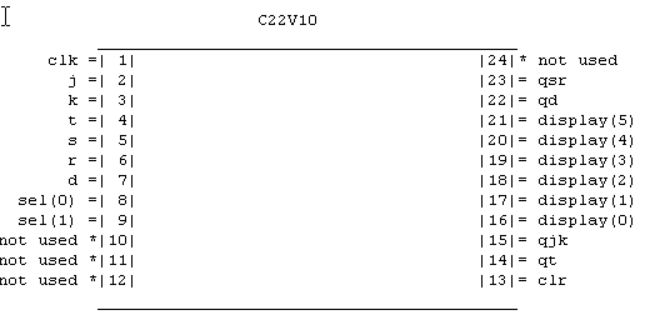 C22V10
clk =| 1| |24|* not used
j =| 2| |23|= qsr
k =| 3| |22|= qd
t =| 4| |21|= display(5)
s =| 5| |20|= display(4)
r =| 6| |19|= display(3)
d =| 7| |18|= display(2)
sel(0) =| 8| |17|= display(1)
sel(1) =| 9| |16|= display(0)
not used *|10| |15|= qjk
not used *|11| |14|= qt
not used *|12| |13|= clr